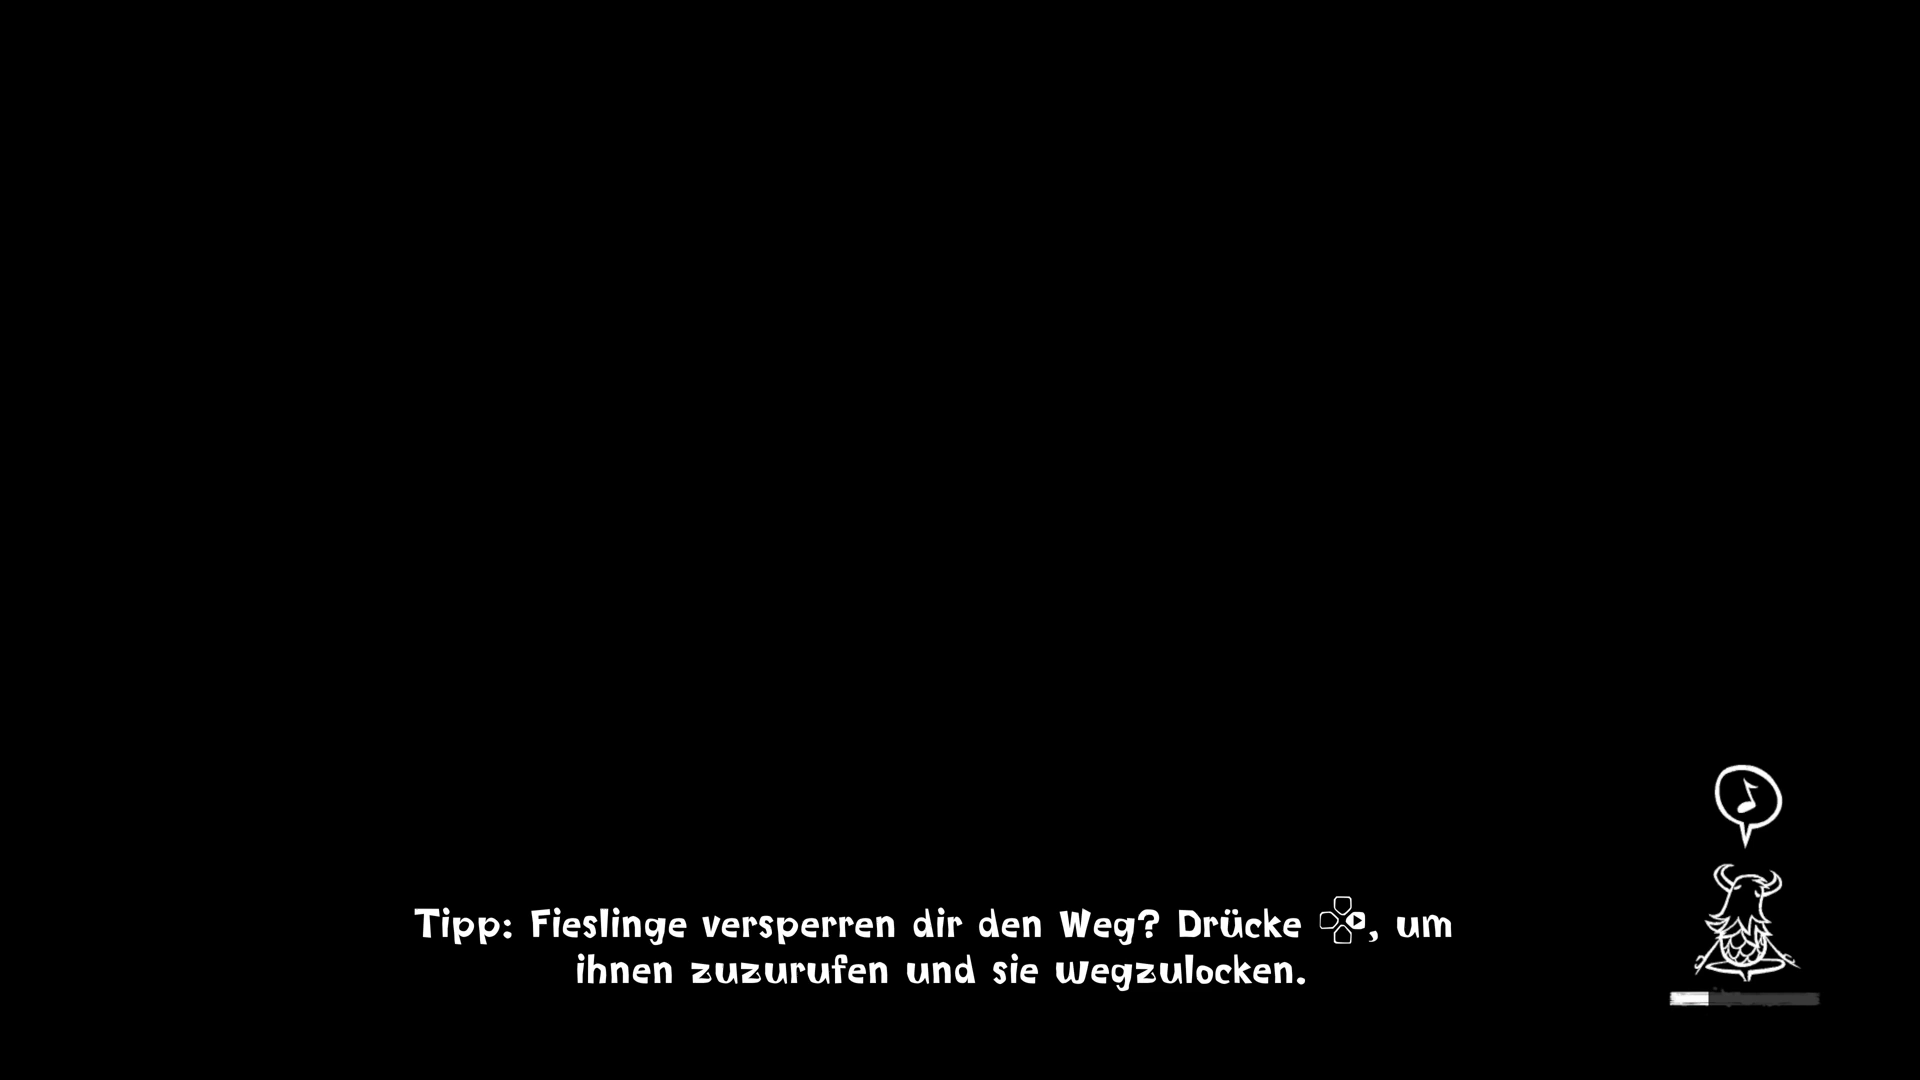 Tipp: Fieslinge versperren dir den Weg? Drücke , um
ihnen zuzurufen und sie wegzulocken.